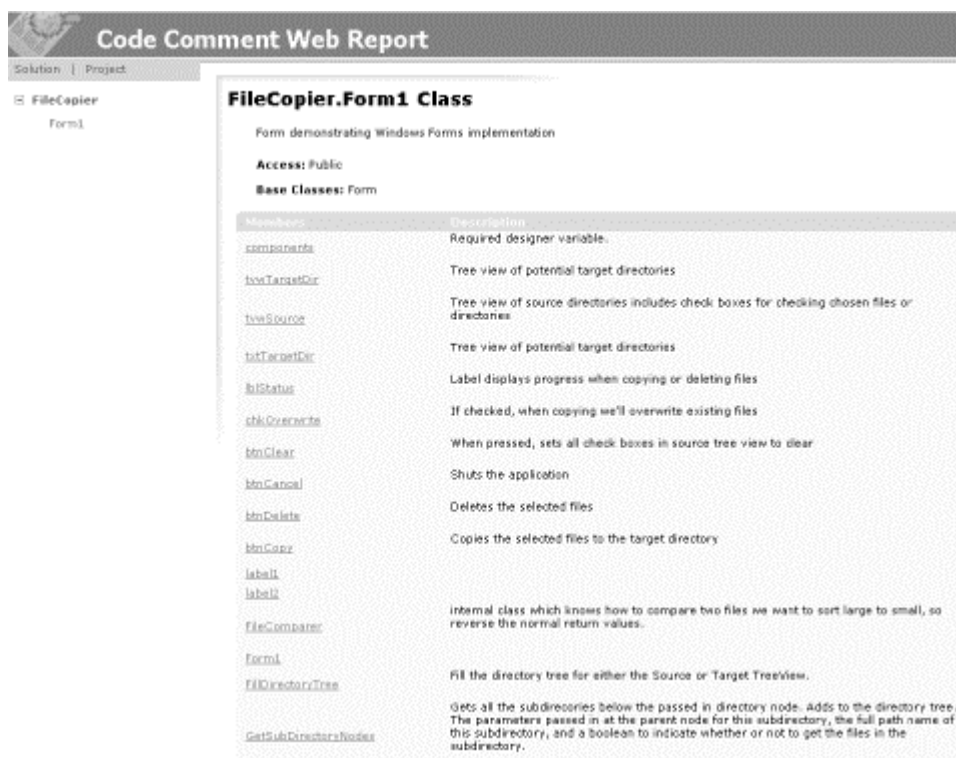 Code Comment Web Report
Solution | Project
FileCopier
Form1
FileCopier.Form1 Class
Form demonstrating Windows Forms implementation
Access: Public
Base Classes: Form
Members Description
components Required designer variable.
tvwTargetDir Tree view of potential target directories
tvwSource Tree view of source directories includes check boxes for checking chosen files or
directories
txtTargetDir Tree view of potential target directories
lblStatus Label displays progress when copying or deleting files
chkOverwrite If checked, when copying we'll overwrite existing files
btnClear When pressed, sets all check boxes in source tree view to clear
btnCancel Shuts the application
btnDelete Deletes the selected files
btnCopy Copies the selected files to the target directory
label1
label2
FileComparer internal class which knows how to compare two files we want to sort large to small, so
reverse the normal return values.
Form1
FillDirectoryTree Fill the directory tree for either the Source or Target TreeView.
GetSubDirectoryNodes Gets all the subdirecories below the passed in directory node. Adds to the directory tree.
The parameters passed in at the parent node for this subdirectory, the full path name of
this subdirectory, and a boolean to indicate whether or not to get the files in the
subdirectory.